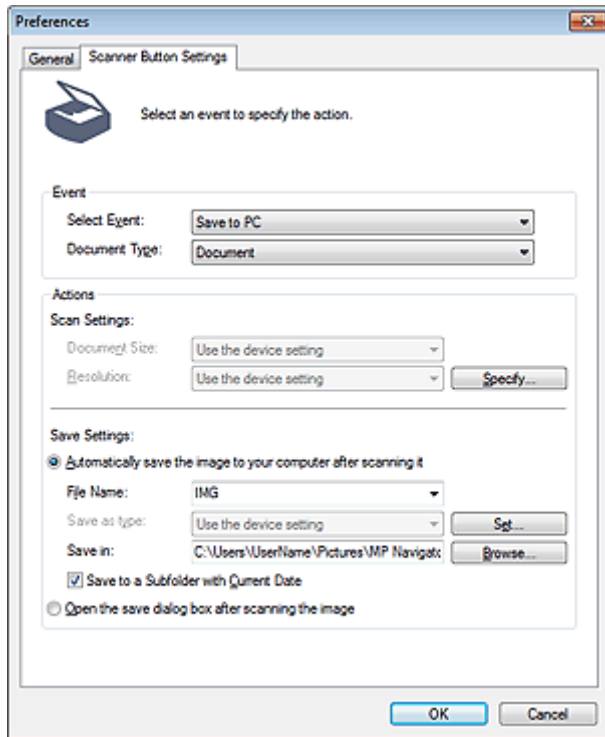 Preferences
General Scanner Button Settings
Select an event to specify the action.
Event
Select Event: Save to PC
Document Type: Document
Actions
Scan Settings:
Document Size: Use the device setting
Resolution: Use the device setting Specify...
Save Settings:
Automatically save the image to your computer after scanning it
File Name: IMG
Save as type: Use the device setting Set...
Save in: C:\Users\UserName\Pictures\MP Navigatc Browse...
Save to a Subfolder with Current Date
Open the save dialog box after scanning the image
OK Cancel